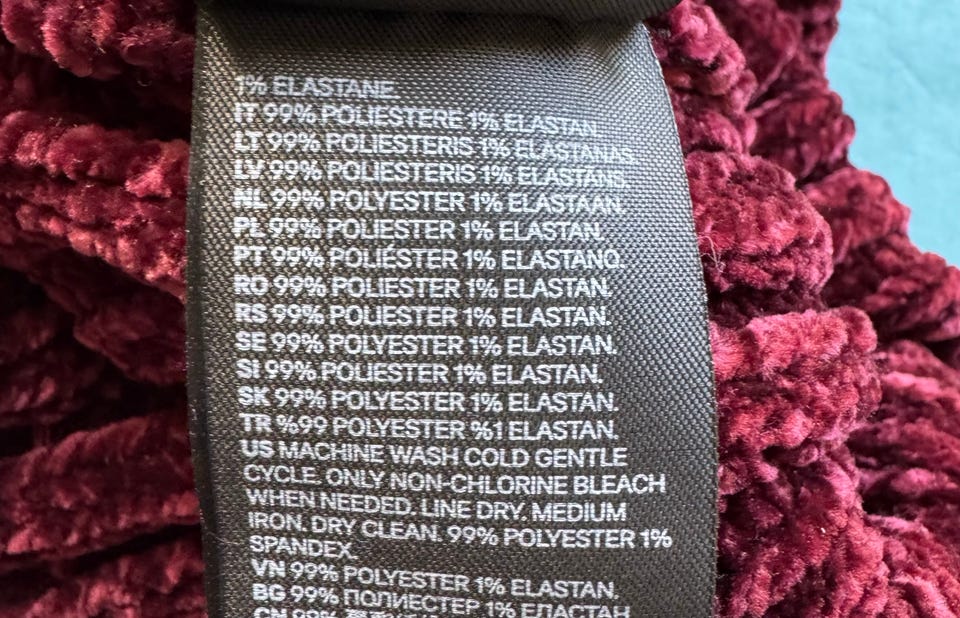 1% ELASTANE
IT 99% POLIESTERE 1% ELASTAN.
LT 99% POLIESTERIS 1% ELASTANAS.
LV 99% POLIESTERIS 1% ELASTĀNS.
NL 99% POLYESTER 1% ELASTAAN.
PL 99% POLIESTER 1% ELASTAN.
PT 99% POLIÉSTER 1% ELASTANO.
RO 99% POLIESTER 1% ELASTAN.
RS 99% POLIESTER 1% ELASTAN.
SE 99% POLYESTER 1% ELASTAN.
SI 99% POLIESTER 1% ELASTAN.
SK 99% POLYESTER 1% ELASTAN.
TR %99 POLYESTER %1 ELASTAN.
US MACHINE WASH COLD GENTLE
CYCLE. ONLY NON-CHLORINE BLEACH
WHEN NEEDED. LINE DRY. MEDIUM
IRON. DRY CLEAN. 99% POLYESTER 1%
SPANDEX.
VN 99% POLYESTER 1% ELASTAN.
BG 99% ПОЛИЕСТЕР 1% ЕЛАСТАН
CN 99%